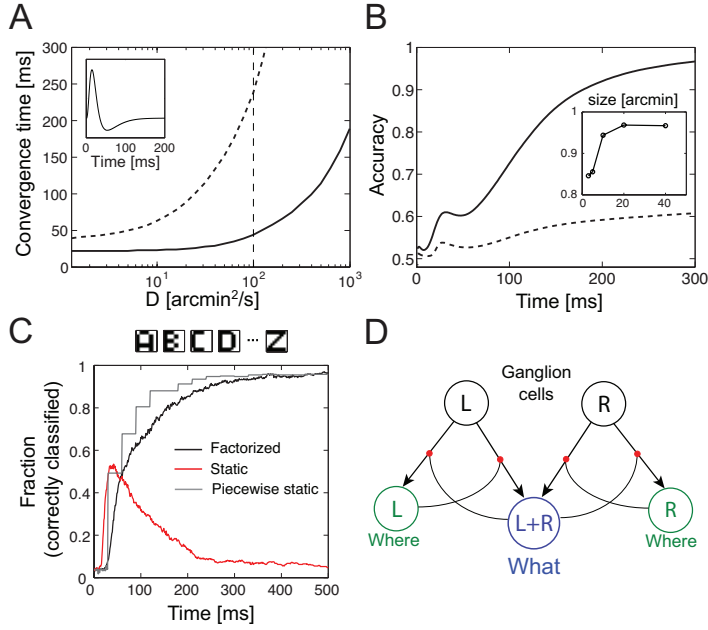 A
300
250
200
150
100
50
0
Convergence time [ms]
0
100
200
Time [ms]
10^1
10^2
10^3
D [arcmin^2/s]
B
1
0.9
0.8
0.7
0.6
0.5
Accuracy
size [arcmin]
1
0.9
0.8
0
20
40
0
100
200
300
Time [ms]
C
A B C D ... Z
1
0.8
0.6
0.4
0.2
0
Fraction
(correctly classified)
Factorized
Static
Piecewise static
0
100
200
300
400
500
Time [ms]
D
Ganglion
cells
L
R
L
L+R
R
Where
What
Where